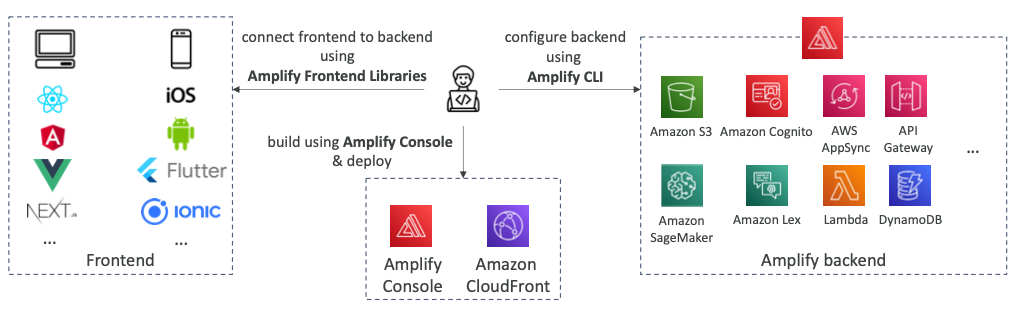 connect frontend to backend
using
Amplify Frontend Libraries
configure backend
using
Amplify CLI
build using Amplify Console
& deploy
iOS
Flutter
NEXT.JS
IONIC
...
...
Frontend
Amplify
Console
Amazon
CloudFront
Amazon S3
Amazon Cognito
AWS
AppSync
API
Gateway
...
Amazon
SageMaker
Amazon Lex
Lambda
DynamoDB
Amplify backend